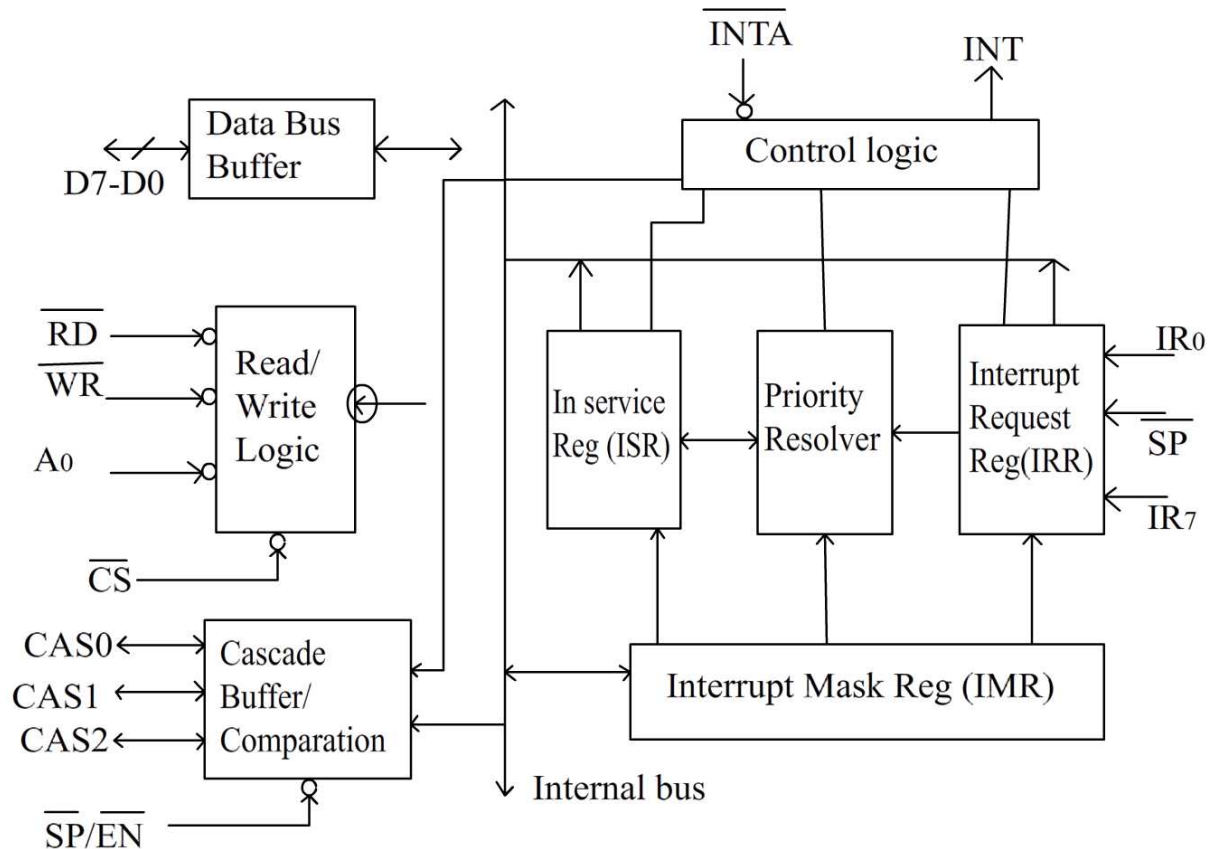 INTA
INT
Data Bus
Buffer
D7-D0
Control logic
RD
WR
A0
Read/
Write
Logic
CS
In service
Reg (ISR)
Priority
Resolver
Interrupt
Request
Reg(IRR)
IR0
SP
IR7
CAS0
CAS1
CAS2
Cascade
Buffer/
Comparation
SP/EN
Interrupt Mask Reg (IMR)
Internal bus